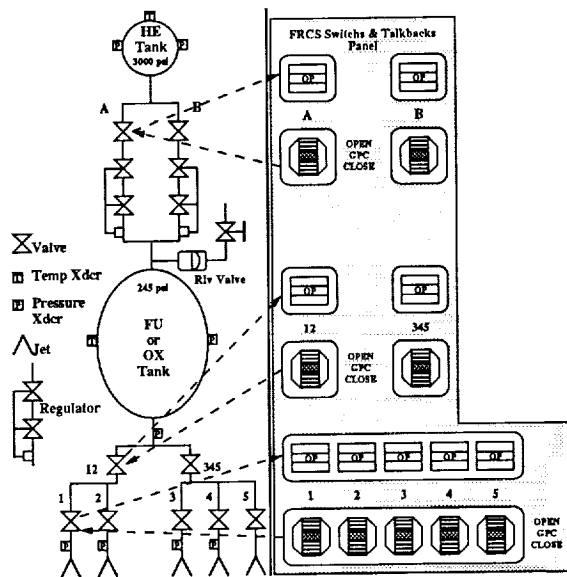 T
HE
Tank
P
P
3000 psi
A
B
Valve
T Temp Xdcr
P Pressure
Xdcr
Jet
Regulator
Rlv Valve
245 psi
FU
or
OX
Tank
T
P
P
12
345
1
2
3
4
5
P
P
P
P
FRCS Switchs & Talkbacks
Panel
OP
OP
A
B
OPEN
GPC
CLOSE
OP
OP
12
345
OPEN
GPC
CLOSE
OP
OP
OP
OP
OP
1
2
3
4
5
OPEN
GPC
CLOSE